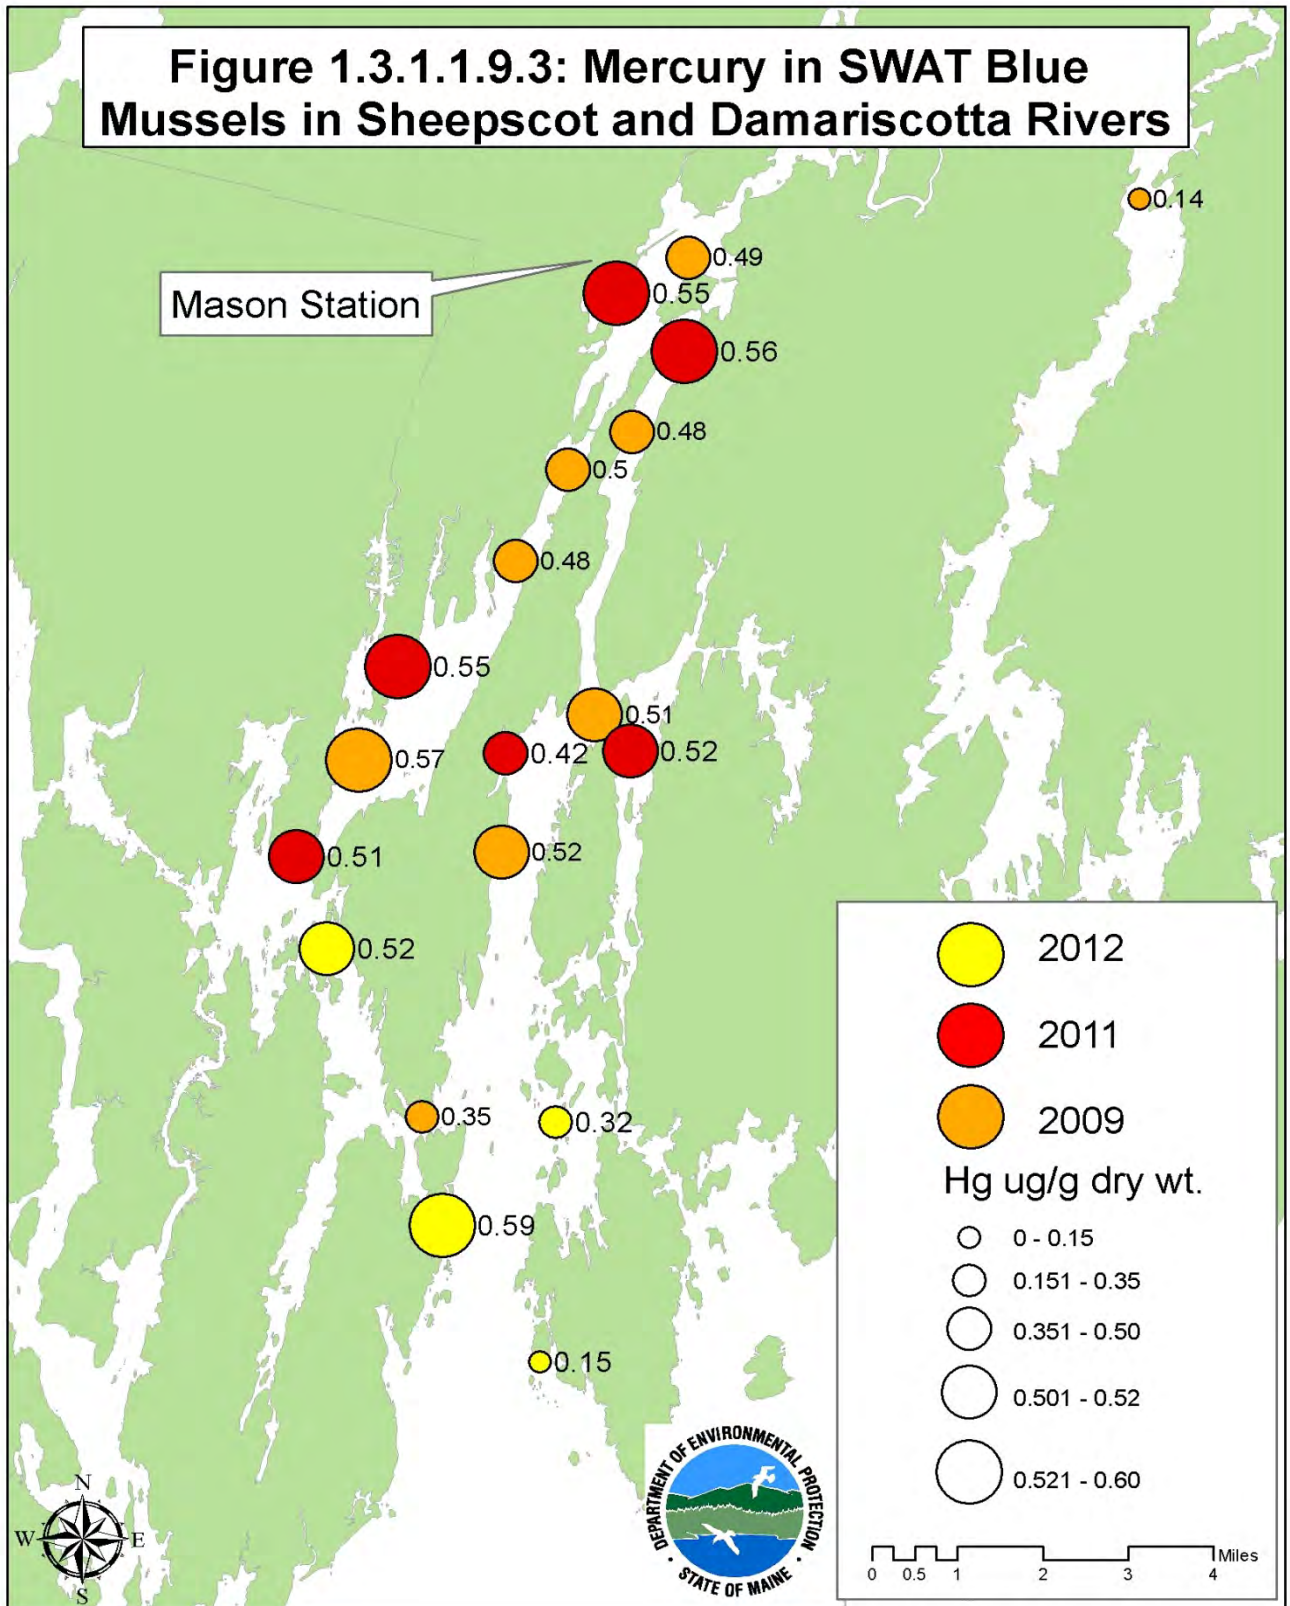 Figure 1.3.1.1.9.3: Mercury in SWAT Blue
Mussels in Sheepscot and Damariscotta Rivers
0.14
0.49
Mason Station
0.55
0.56
0.48
0.5
0.48
0.55
0.51
0.42
0.52
0.57
0.52
0.51
0.52
0.35
0.32
0.59
0.15
2012
2011
2009
Hg ug/g dry wt.
0 - 0.15
0.151 - 0.35
0.351 - 0.50
0.501 - 0.52
0.521 - 0.60
Miles
0 0.5 1 2 3 4
N
W E
S
DEPARTMENT OF ENVIRONMENTAL PROTECTION
STATE OF MAINE